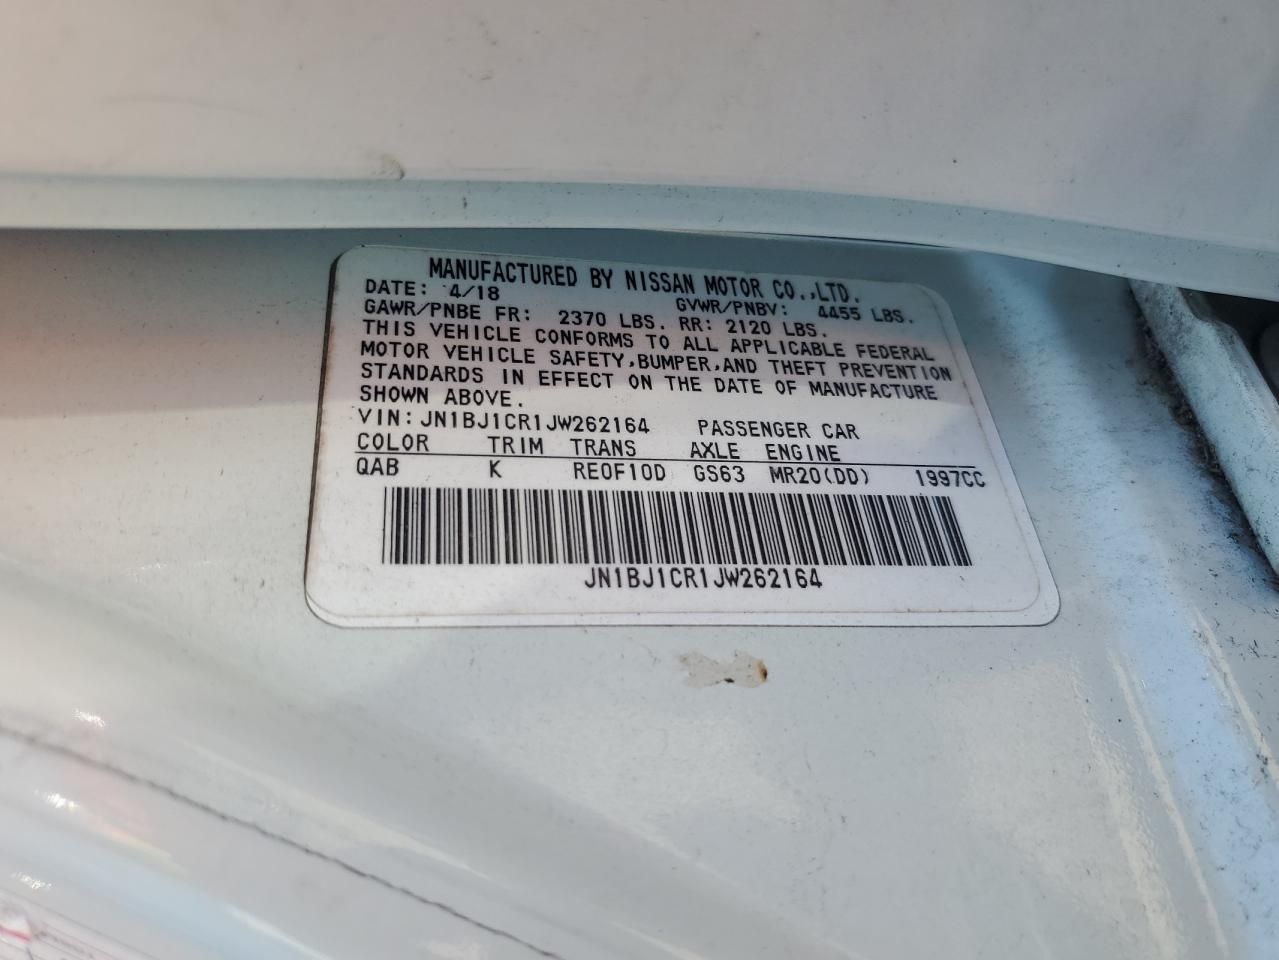 MANUFACTURED BY NISSAN MOTOR CO.,LTD.
DATE: 4/18 GVWR/PNBV: 4455 LBS.
GAWR/PNBE FR: 2370 LBS. RR: 2120 LBS.
THIS VEHICLE CONFORMS TO ALL APPLICABLE FEDERAL
MOTOR VEHICLE SAFETY,BUMPER,AND THEFT PREVENTION
STANDARDS IN EFFECT ON THE DATE OF MANUFACTURE
SHOWN ABOVE.
VIN: JN1BJ1CR1JW262164 PASSENGER CAR
COLOR TRIM TRANS AXLE ENGINE
QAB K RE0F10D GS63 MR20(DD) 1997CC
JN1BJ1CR1JW262164